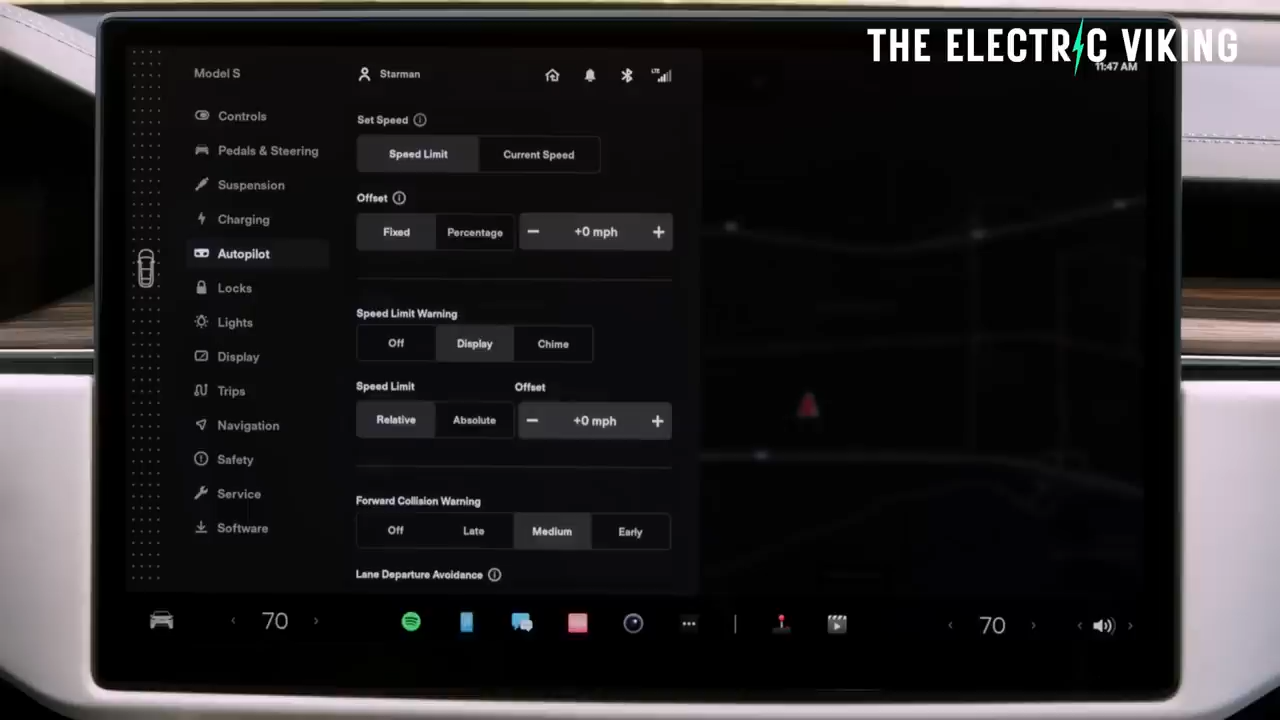 THE ELECTRIC VIKING
11:47 AM
Model S
Starman
LTE
Controls
Pedals & Steering
Suspension
Charging
Autopilot
Locks
Lights
Display
Trips
Navigation
Safety
Service
Software
Set Speed
Speed Limit
Current Speed
Offset
Fixed
Percentage
− +0 mph +
Speed Limit Warning
Off
Display
Chime
Speed Limit
Offset
Relative
Absolute
− +0 mph +
Forward Collision Warning
Off
Late
Medium
Early
Lane Departure Avoidance
70
70